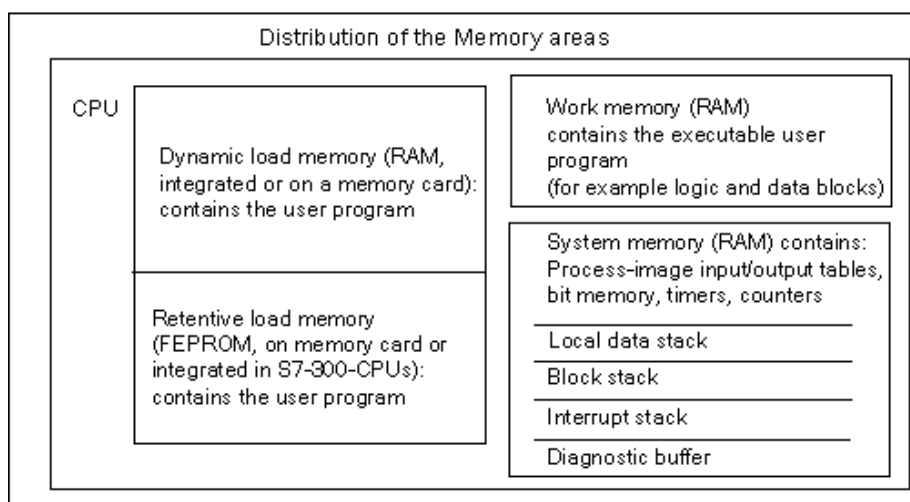 Distribution of the Memory areas
CPU
Dynamic load memory (RAM,
integrated or on a memory card):
contains the user program
Retentive load memory
(FEPROM, on memory card or
integrated in S7-300-CPUs):
contains the user program
Work memory (RAM)
contains the executable user
program
(for example logic and data blocks)
System memory (RAM) contains:
Process-image input/output tables,
bit memory, timers, counters
Local data stack
Block stack
Interrupt stack
Diagnostic buffer